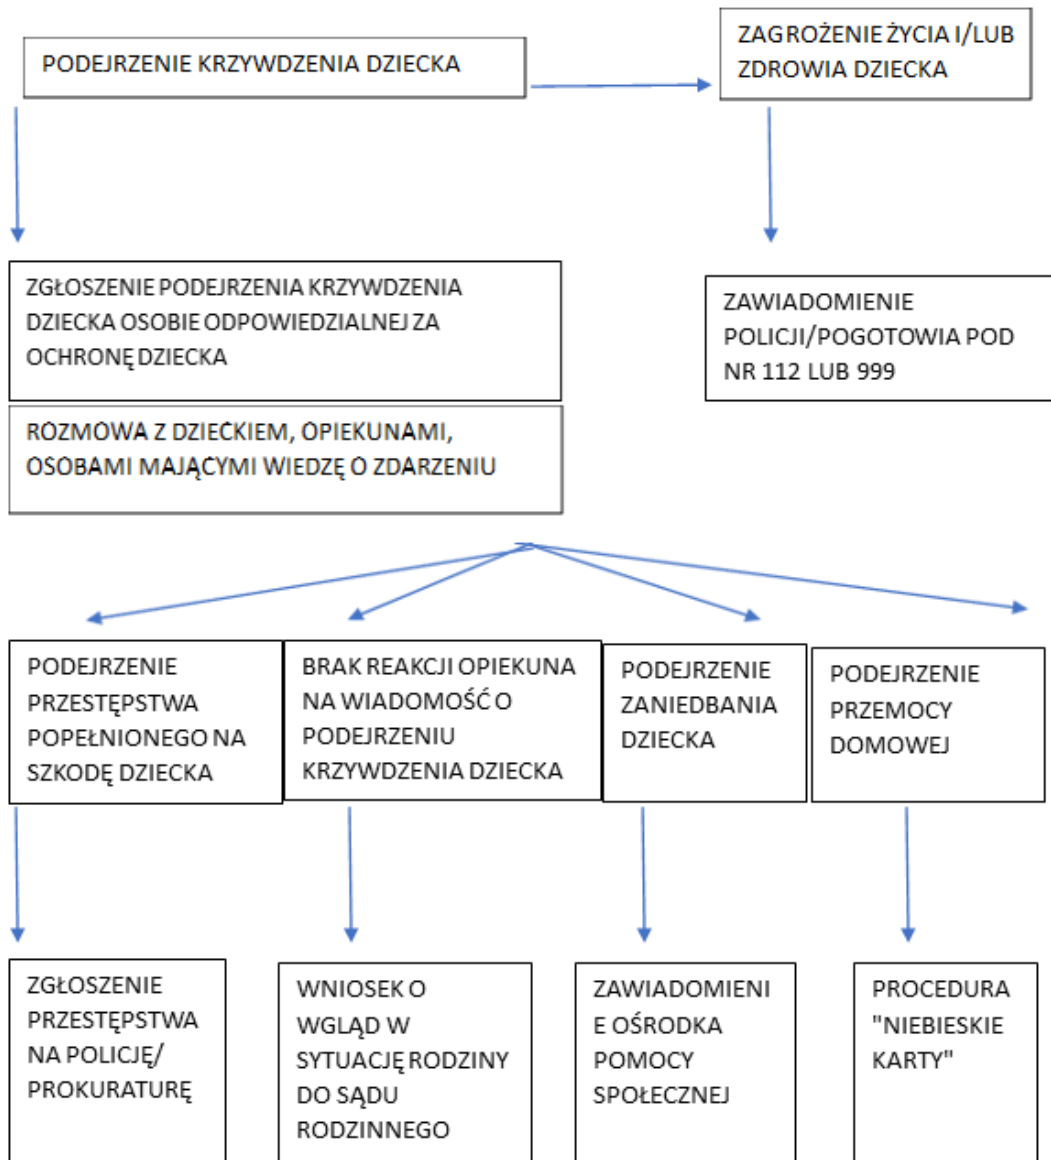 PODEJRZENIE KRZYWDZENIA DZIECKA
ZAGROŻENIE ŻYCIA I/LUB
ZDROWIA DZIECKA
ZGŁOSZENIE PODEJRZENIA KRZYWDZENIA
DZIECKA OSOBIE ODPOWIEDZIALNEJ ZA
OCHRONĘ DZIECKA
ZAWIADOMIENIE
POLICJI/POGOTOWIA POD
NR 112 LUB 999
ROZMOWA Z DZIECKIEM, OPIEKUNAMI,
OSOBAMI MAJĄCYMI WIEDZĘ O ZDARZENIU
PODEJRZENIE
PRZESTĘPSTWA
POPEŁNIONEGO NA
SZKODĘ DZIECKA
BRAK REAKCJI OPIEKUNA
NA WIADOMOŚĆ O
PODEJRZENIU
KRZYWDZENIA DZIECKA
PODEJRZENIE
ZANIEDBANIA
DZIECKA
PODEJRZENIE
PRZEMOCY
DOMOWEJ
ZGŁOSZENIE
PRZESTĘPSTWA
NA POLICJĘ/
PROKURATURĘ
WNIOSEK O
WGLĄD W
SYTUACJĘ RODZINY
DO SĄDU
RODZINNEGO
ZAWIADOMIENI
E OŚRODKA
POMOCY
SPOŁECZNEJ
PROCEDURA
"NIEBIESKIE
KARTY"